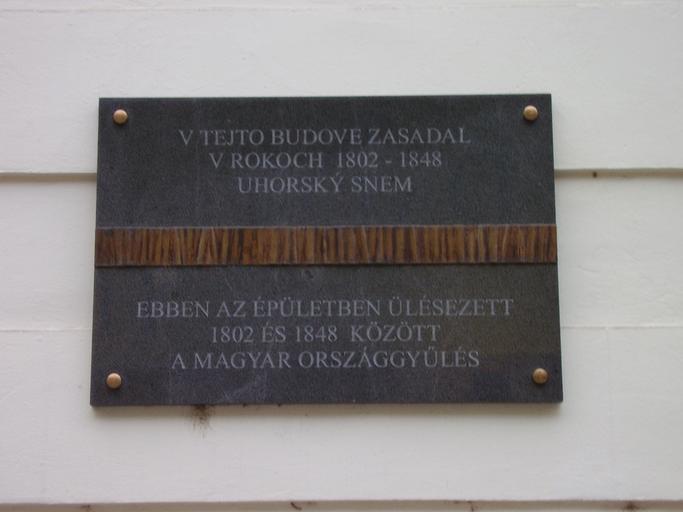 V TEJTO BUDOVE ZASADAL
V ROKOCH 1802 - 1848
UHORSKÝ SNEM
EBBEN AZ ÉPÜLETBEN ÜLÉSEZETT
1802 ÉS 1848 KÖZÖTT
A MAGYAR ORSZÁGGYŰLÉS